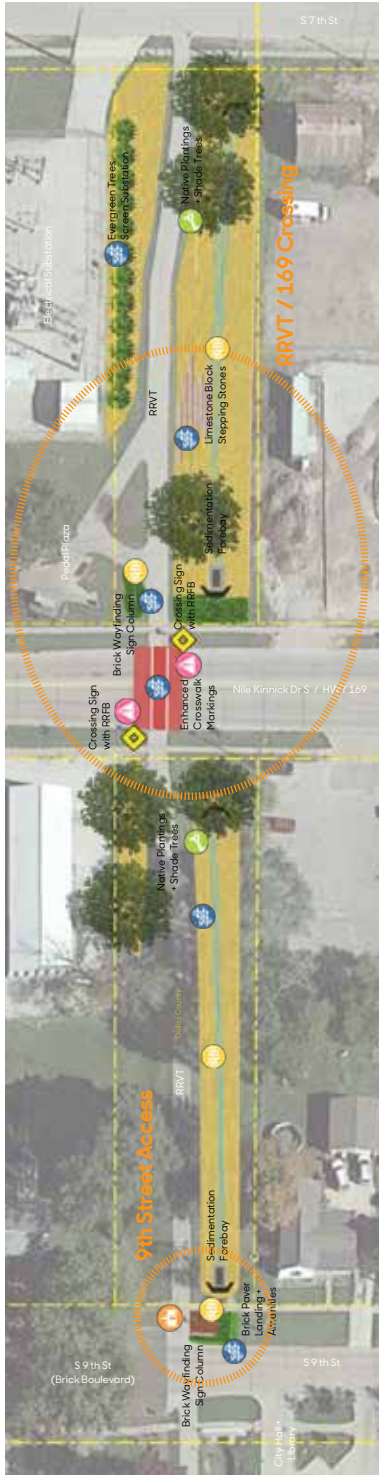 S 7th St
Electrical Substation
Evergreen Trees
Screen Substation
Native Plantings
+ Shade Trees
RRVT / 169 Crossing
RRVT
Limestone Block
Stepping Stones
Pedal Plaza
Sedimentation
Forebay
Brick Wayfinding
Sign Column
Crossing Sign
with RRFB
Nile Kinnick Dr S / HWY 169
Enhanced
Crosswalk
Markings
Crossing Sign
with RRFB
Native Plantings
+ Shade Trees
Dallas County
RRVT
9th Street Access
Sedimentation
Forebay
Brick Paver
Landing +
Amenities
Brick Wayfinding
Sign Column
S 9th St
(Brick Boulevard)
S 9th St
City Hall +
Library